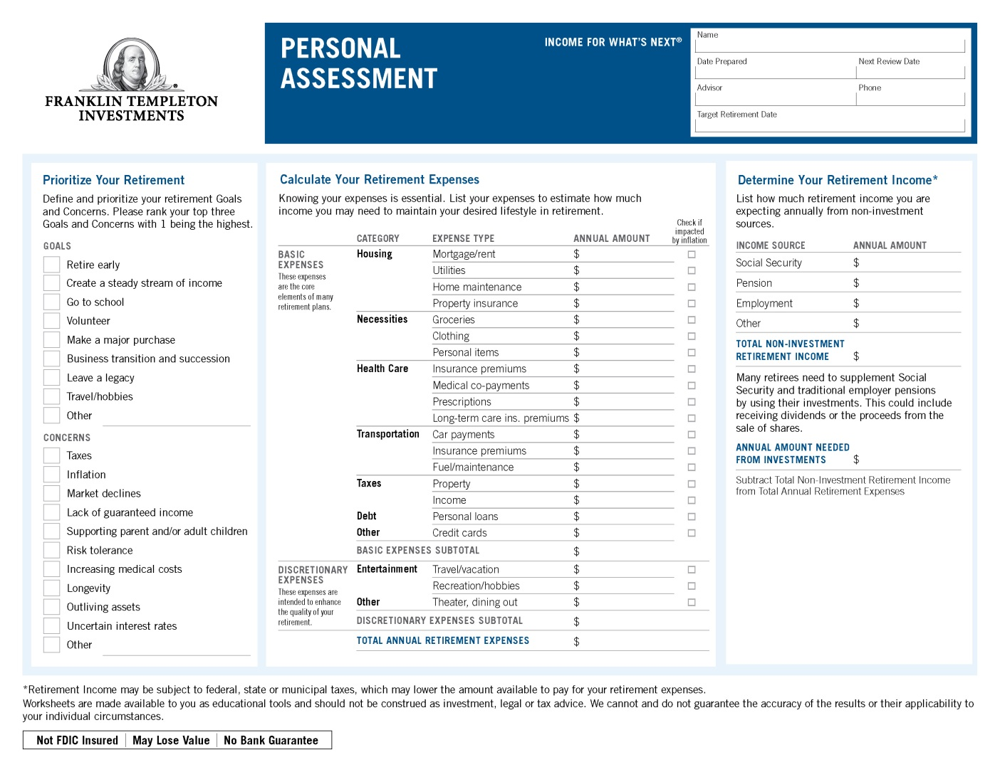 FRANKLIN TEMPLETON
INVESTMENTS
PERSONAL
ASSESSMENT
INCOME FOR WHAT'S NEXT®
Name
Date Prepared Next Review Date
Advisor Phone
Target Retirement Date
Prioritize Your Retirement
Define and prioritize your retirement Goals
and Concerns. Please rank your top three
Goals and Concerns with 1 being the highest.
GOALS
Retire early
Create a steady stream of income
Go to school
Volunteer
Make a major purchase
Business transition and succession
Leave a legacy
Travel/hobbies
Other
CONCERNS
Taxes
Inflation
Market declines
Lack of guaranteed income
Supporting parent and/or adult children
Risk tolerance
Increasing medical costs
Longevity
Outliving assets
Uncertain interest rates
Other
Calculate Your Retirement Expenses
Knowing your expenses is essential. List your expenses to estimate how much
income you may need to maintain your desired lifestyle in retirement.
Check if
impacted
by inflation
CATEGORY EXPENSE TYPE ANNUAL AMOUNT
BASIC
EXPENSES
These expenses
are the core
elements of many
retirement plans.
Housing Mortgage/rent $
Utilities $
Home maintenance $
Property insurance $
Necessities Groceries $
Clothing $
Personal items $
Health Care Insurance premiums $
Medical co-payments $
Prescriptions $
Long-term care ins. premiums $
Transportation Car payments $
Insurance premiums $
Fuel/maintenance $
Taxes Property $
Income $
Debt Personal loans $
Other Credit cards $
BASIC EXPENSES SUBTOTAL $
DISCRETIONARY
EXPENSES
These expenses are
intended to enhance
the quality of your
retirement.
Entertainment Travel/vacation $
Recreation/hobbies $
Other Theater, dining out $
DISCRETIONARY EXPENSES SUBTOTAL $
TOTAL ANNUAL RETIREMENT EXPENSES $
Determine Your Retirement Income*
List how much retirement income you are
expecting annually from non-investment
sources.
INCOME SOURCE ANNUAL AMOUNT
Social Security $
Pension $
Employment $
Other $
TOTAL NON-INVESTMENT
RETIREMENT INCOME $
Many retirees need to supplement Social
Security and traditional employer pensions
by using their investments. This could include
receiving dividends or the proceeds from the
sale of shares.
ANNUAL AMOUNT NEEDED
FROM INVESTMENTS $
Subtract Total Non-Investment Retirement Income
from Total Annual Retirement Expenses
*Retirement Income may be subject to federal, state or municipal taxes, which may lower the amount available to pay for your retirement expenses.
Worksheets are made available to you as educational tools and should not be construed as investment, legal or tax advice. We cannot and do not guarantee the accuracy of the results or their applicability to
your individual circumstances.
Not FDIC Insured May Lose Value No Bank Guarantee